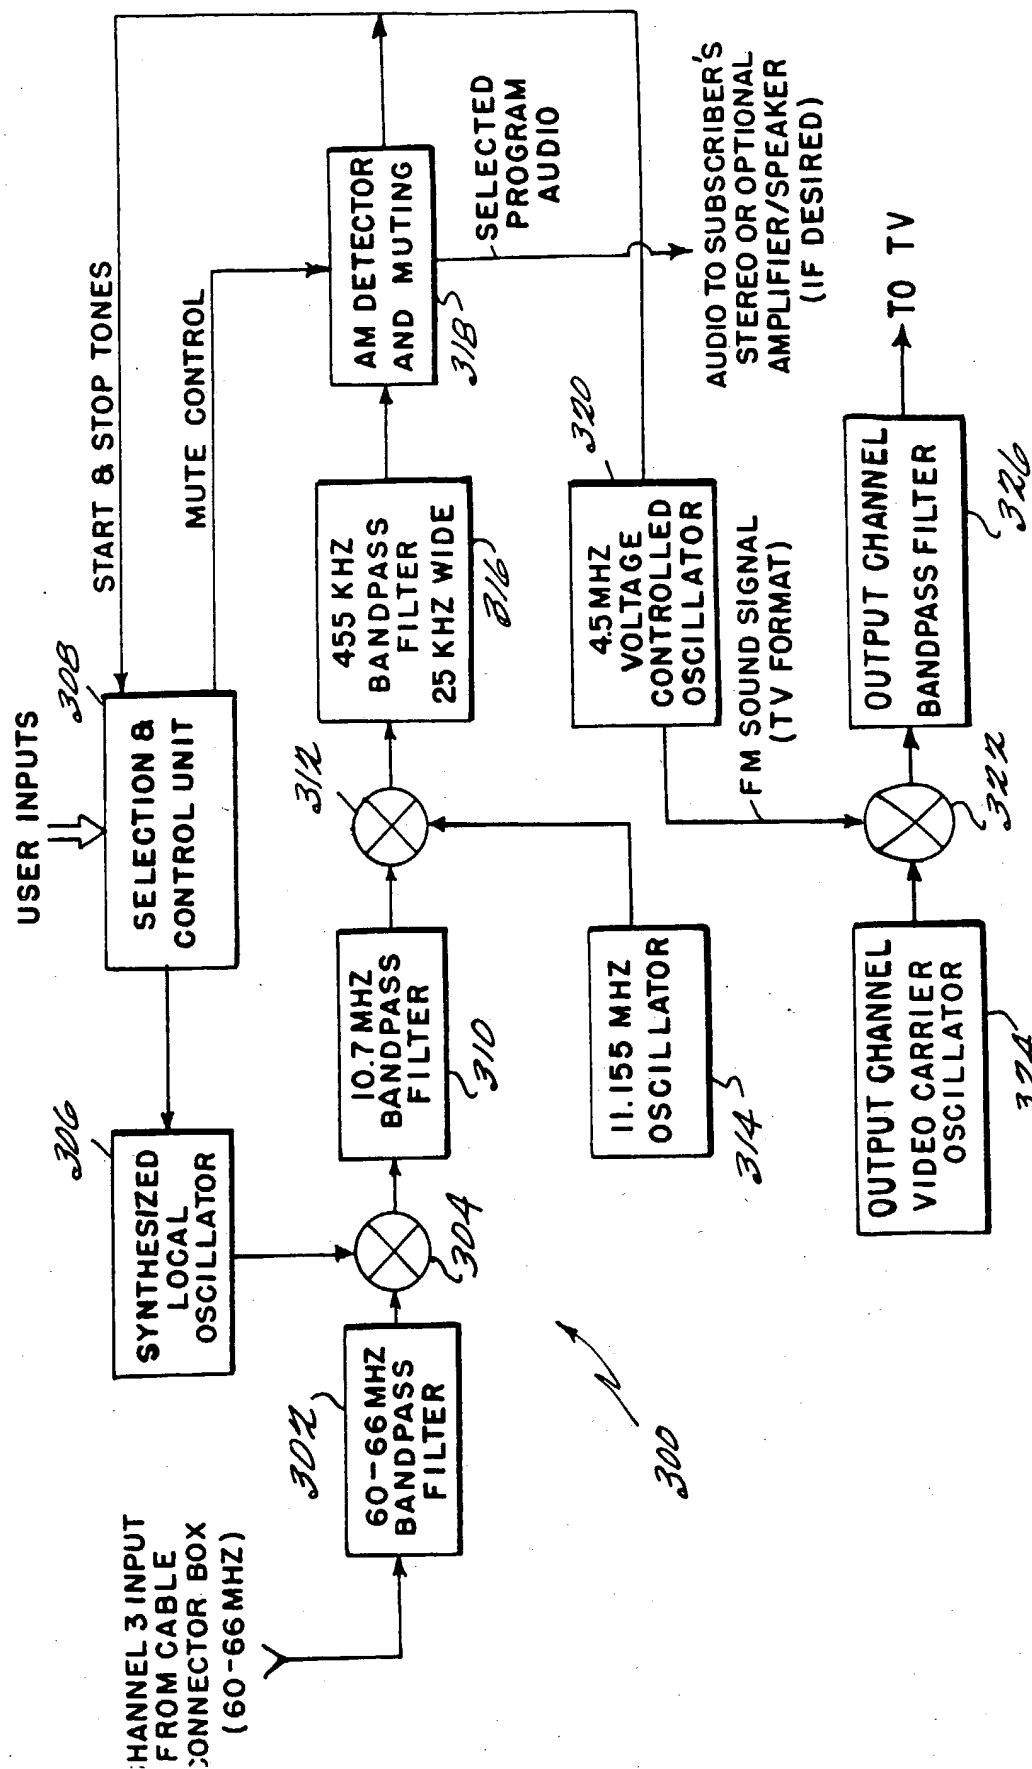 USER INPUTS
308
SELECTION &
CONTROL UNIT
START & STOP TONES
MUTE CONTROL
306
SYNTHESIZED
LOCAL
OSCILLATOR
HANNEL 3 INPUT
FROM CABLE
CONNECTOR BOX
(60-66MHZ)
302
60-66MHZ
BANDPASS
FILTER
304
10.7 MHZ
BANDPASS
FILTER
310
312
455 KHZ
BANDPASS
FILTER
25 KHZ WIDE
316
AM DETECTOR
AND MUTING
318
SELECTED
PROGRAM
AUDIO
11.155 MHZ
OSCILLATOR
314
320
4.5MHZ
VOLTAGE
CONTROLLED
OSCILLATOR
FM SOUND SIGNAL
(TV FORMAT)
AUDIO TO SUBSCRIBER'S
STEREO OR OPTIONAL
AMPLIFIER/SPEAKER
(IF DESIRED)
300
OUTPUT CHANNEL
VIDEO CARRIER
OSCILLATOR
324
322
OUTPUT CHANNEL
BANDPASS FILTER
326
TO TV